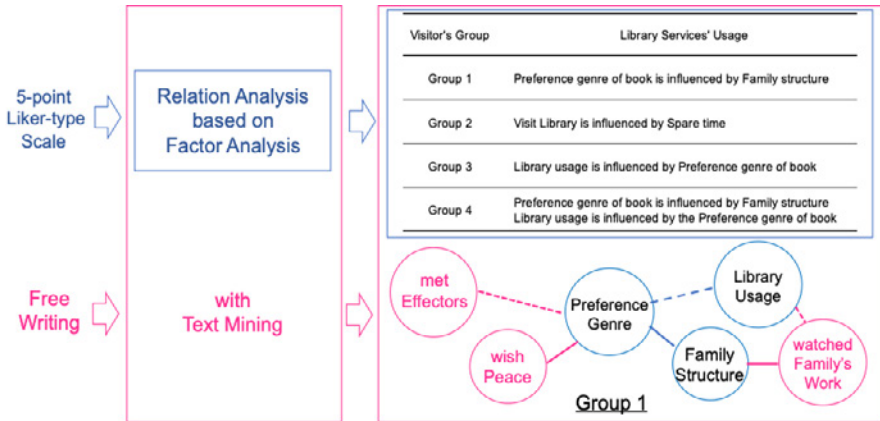 5-point
Liker-type
Scale
Relation Analysis
based on
Factor Analysis
Visitor's Group Library Services' Usage
Group 1 Preference genre of book is influenced by Family structure
Group 2 Visit Library is influenced by Spare time
Group 3 Library usage is influenced by Preference genre of book
Group 4 Preference genre of book is influenced by Family structure
Library usage is influenced by the Preference genre of book
Free
Writing
with
Text Mining
met
Effectors
wish
Peace
Preference
Genre
Library
Usage
Family
Structure
watched
Family's
Work
Group 1